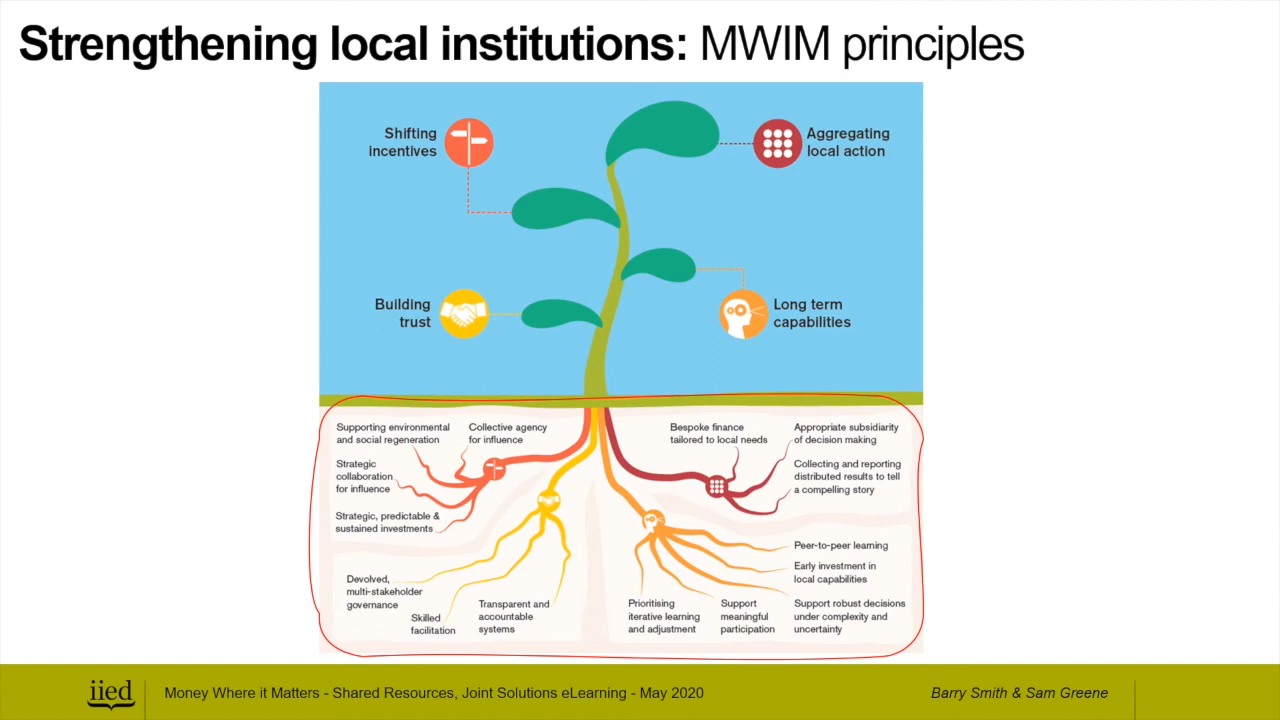 Strengthening local institutions: MWIM principles
Shifting
incentives
Aggregating
local action
Building
trust
Long term
capabilities
Supporting environmental
and social regeneration
Collective agency
for influence
Strategic
collaboration
for influence
Strategic, predictable &
sustained investments
Bespoke finance
tailored to local needs
Appropriate subsidiarity
of decision making
Collecting and reporting
distributed results to tell
a compelling story
Devolved,
multi-stakeholder
governance
Skilled
facilitation
Transparent and
accountable
systems
Peer-to-peer learning
Early investment in
local capabilities
Prioritising
iterative learning
and adjustment
Support
meaningful
participation
Support robust decisions
under complexity and
uncertainty
iied
Money Where it Matters - Shared Resources, Joint Solutions eLearning - May 2020
Barry Smith & Sam Greene